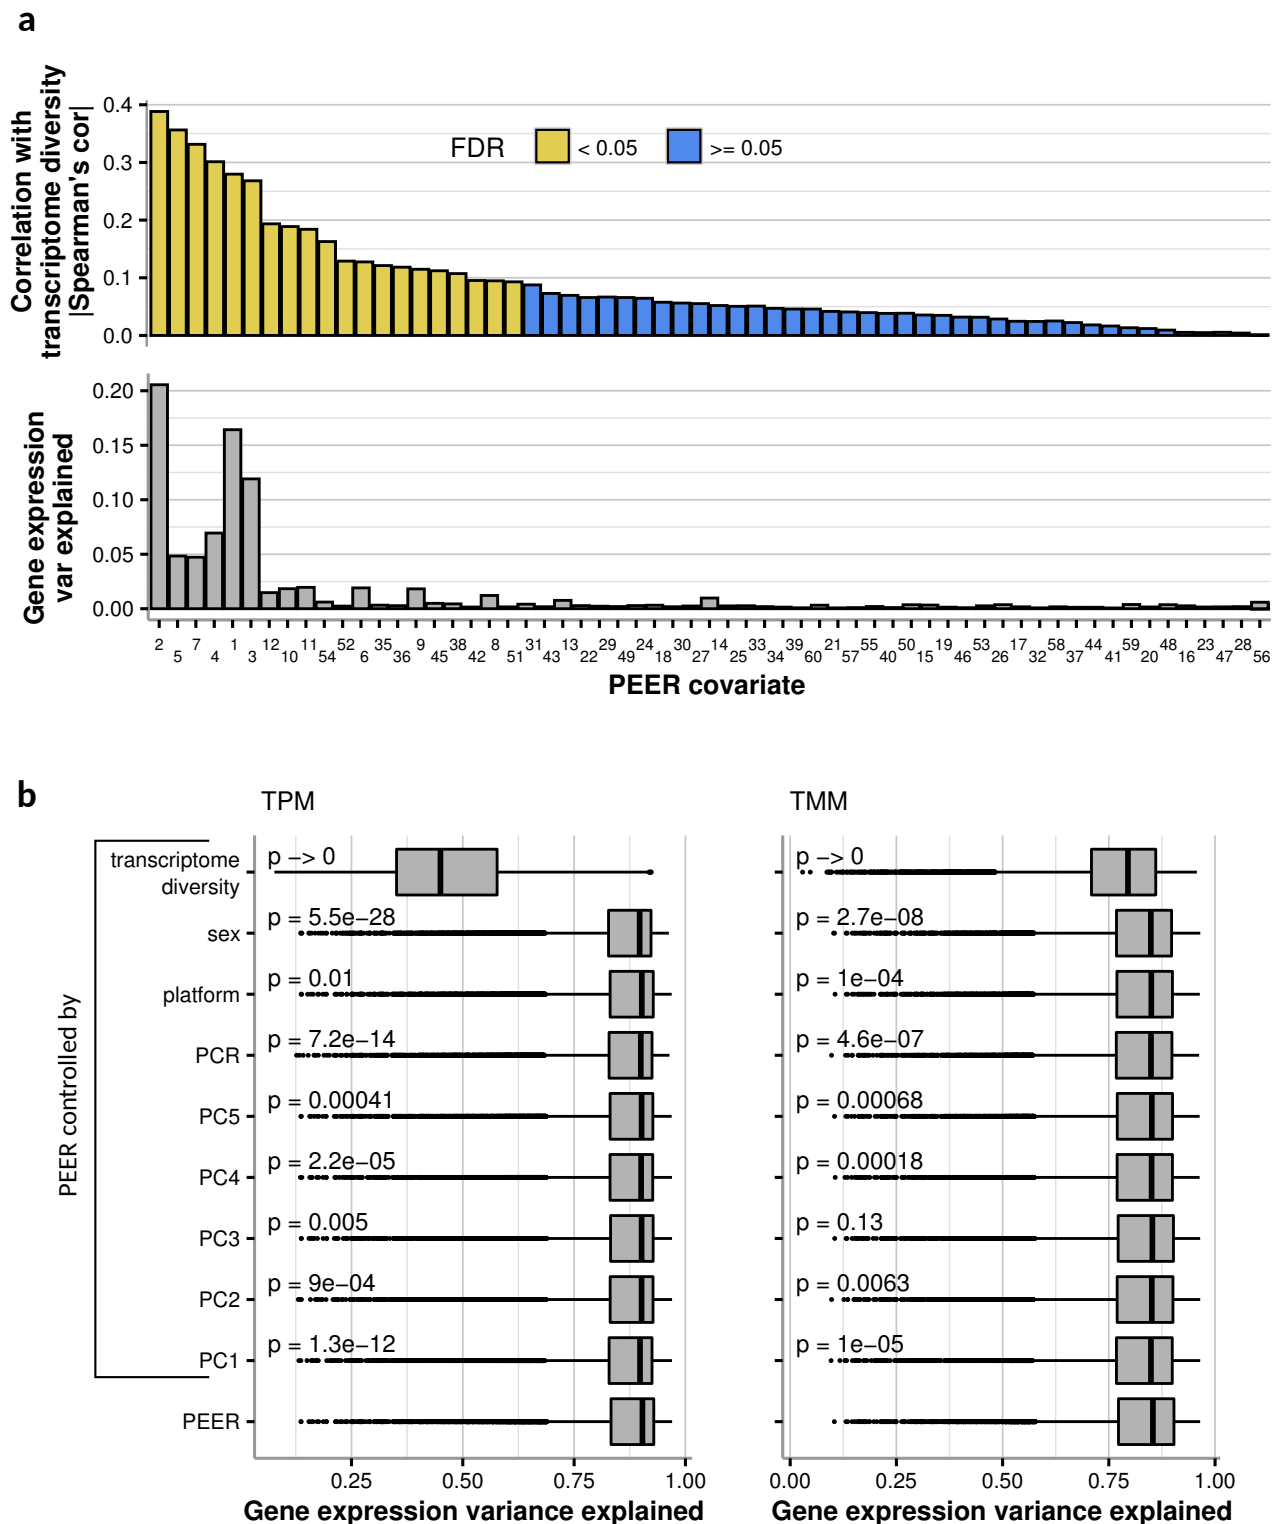 a
Correlation with
transcriptome diversity
|Spearman's cor|
0.4
0.3
0.2
0.1
0.0
FDR < 0.05 >= 0.05
Gene expression
var explained
0.20
0.15
0.10
0.05
0.00
2 7 1 12 11 52 35 9 38 8 31 13 29 24 30 14 33 39 21 55 50 19 53 17 58 44 59 48 23 28
5 4 3 10 54 6 36 45 42 51 43 22 49 18 27 25 34 60 57 40 15 46 26 32 37 41 20 16 47 56
PEER covariate
b
TPM
TMM
PEER controlled by
transcriptome
diversity
sex
platform
PCR
PC5
PC4
PC3
PC2
PC1
PEER
p −> 0
p = 5.5e−28
p = 0.01
p = 7.2e−14
p = 0.00041
p = 2.2e−05
p = 0.005
p = 9e−04
p = 1.3e−12
0.25 0.50 0.75 1.00
Gene expression variance explained
p −> 0
p = 2.7e−08
p = 1e−04
p = 4.6e−07
p = 0.00068
p = 0.00018
p = 0.13
p = 0.0063
p = 1e−05
0.00 0.25 0.50 0.75 1.00
Gene expression variance explained